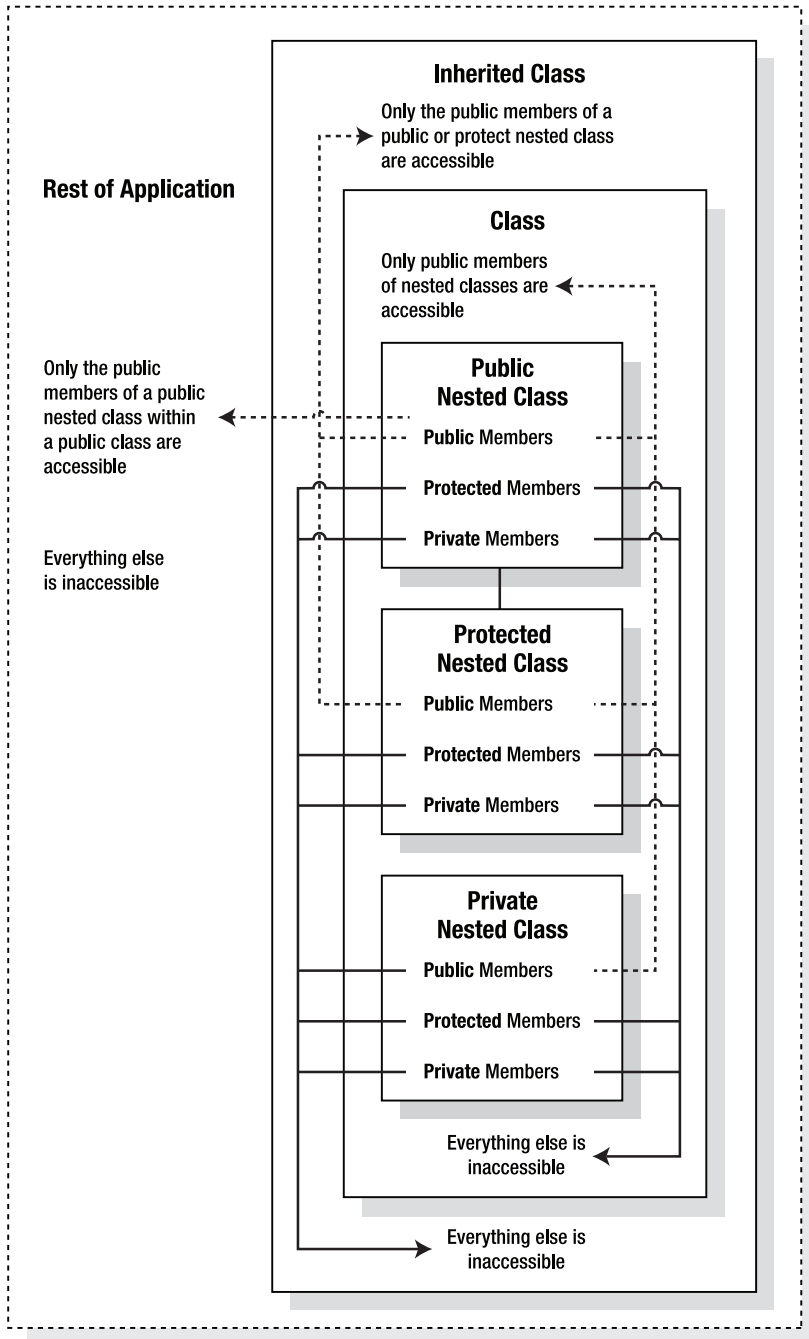 Inherited Class
Only the public members of a
public or protect nested class
are accessible
Rest of Application
Class
Only public members
of nested classes are
accessible
Only the public
members of a public
nested class within
a public class are
accessible
Everything else
is inaccessible
Public
Nested Class
Public Members
Protected Members
Private Members
Protected
Nested Class
Public Members
Protected Members
Private Members
Private
Nested Class
Public Members
Protected Members
Private Members
Everything else is
inaccessible
Everything else is
inaccessible